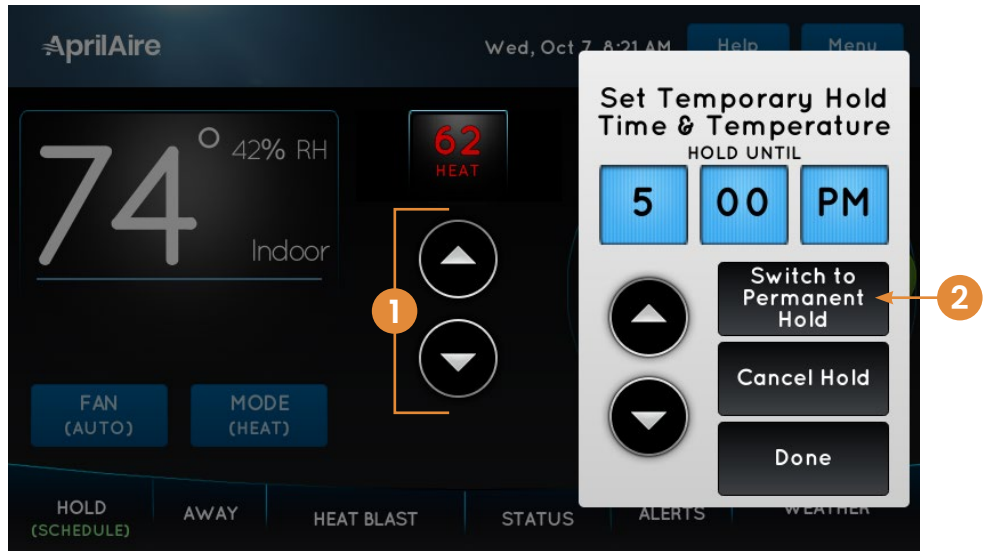 AprilAire
Wed, Oct 7, 8:21 AM
Help
Menu
74° 42% RH
Indoor
62
HEAT
1
Set Temporary Hold
Time & Temperature
HOLD UNTIL
5 00 PM
Switch to
Permanent
Hold
2
Cancel Hold
Done
FAN
(AUTO)
MODE
(HEAT)
HOLD
(SCHEDULE)
AWAY
HEAT BLAST
STATUS
ALERTS
WEATHER